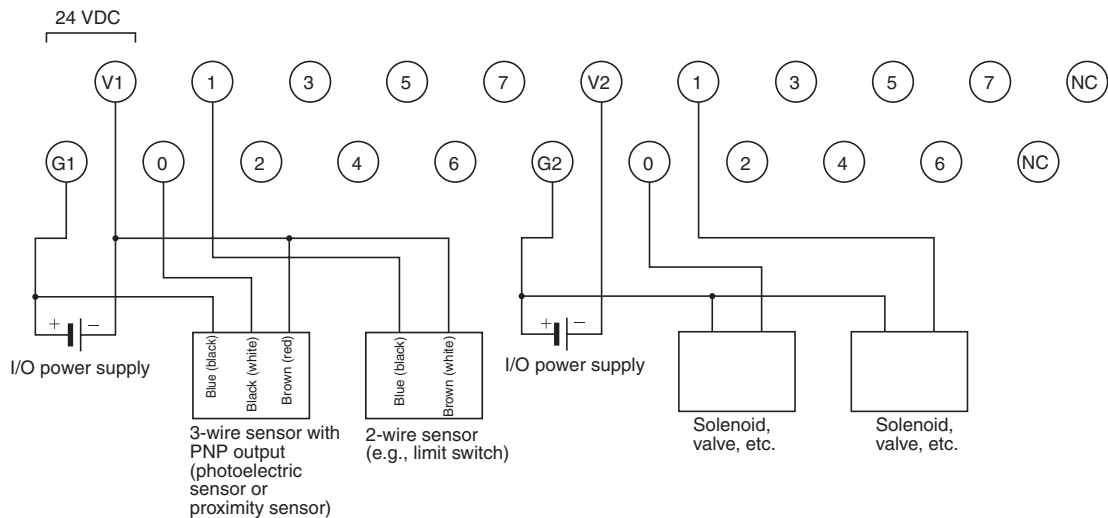 24 VDC
V1 1 3 5 7 V2 1 3 5 7 NC
G1 0 2 4 6 G2 0 2 4 6 NC
+ −
I/O power supply
Blue (black)
Black (white)
Brown (red)
3-wire sensor with
PNP output
(photoelectric
sensor or
proximity sensor)
Blue (black)
Brown (white)
2-wire sensor
(e.g., limit switch)
+ −
I/O power supply
Solenoid,
valve, etc.
Solenoid,
valve, etc.